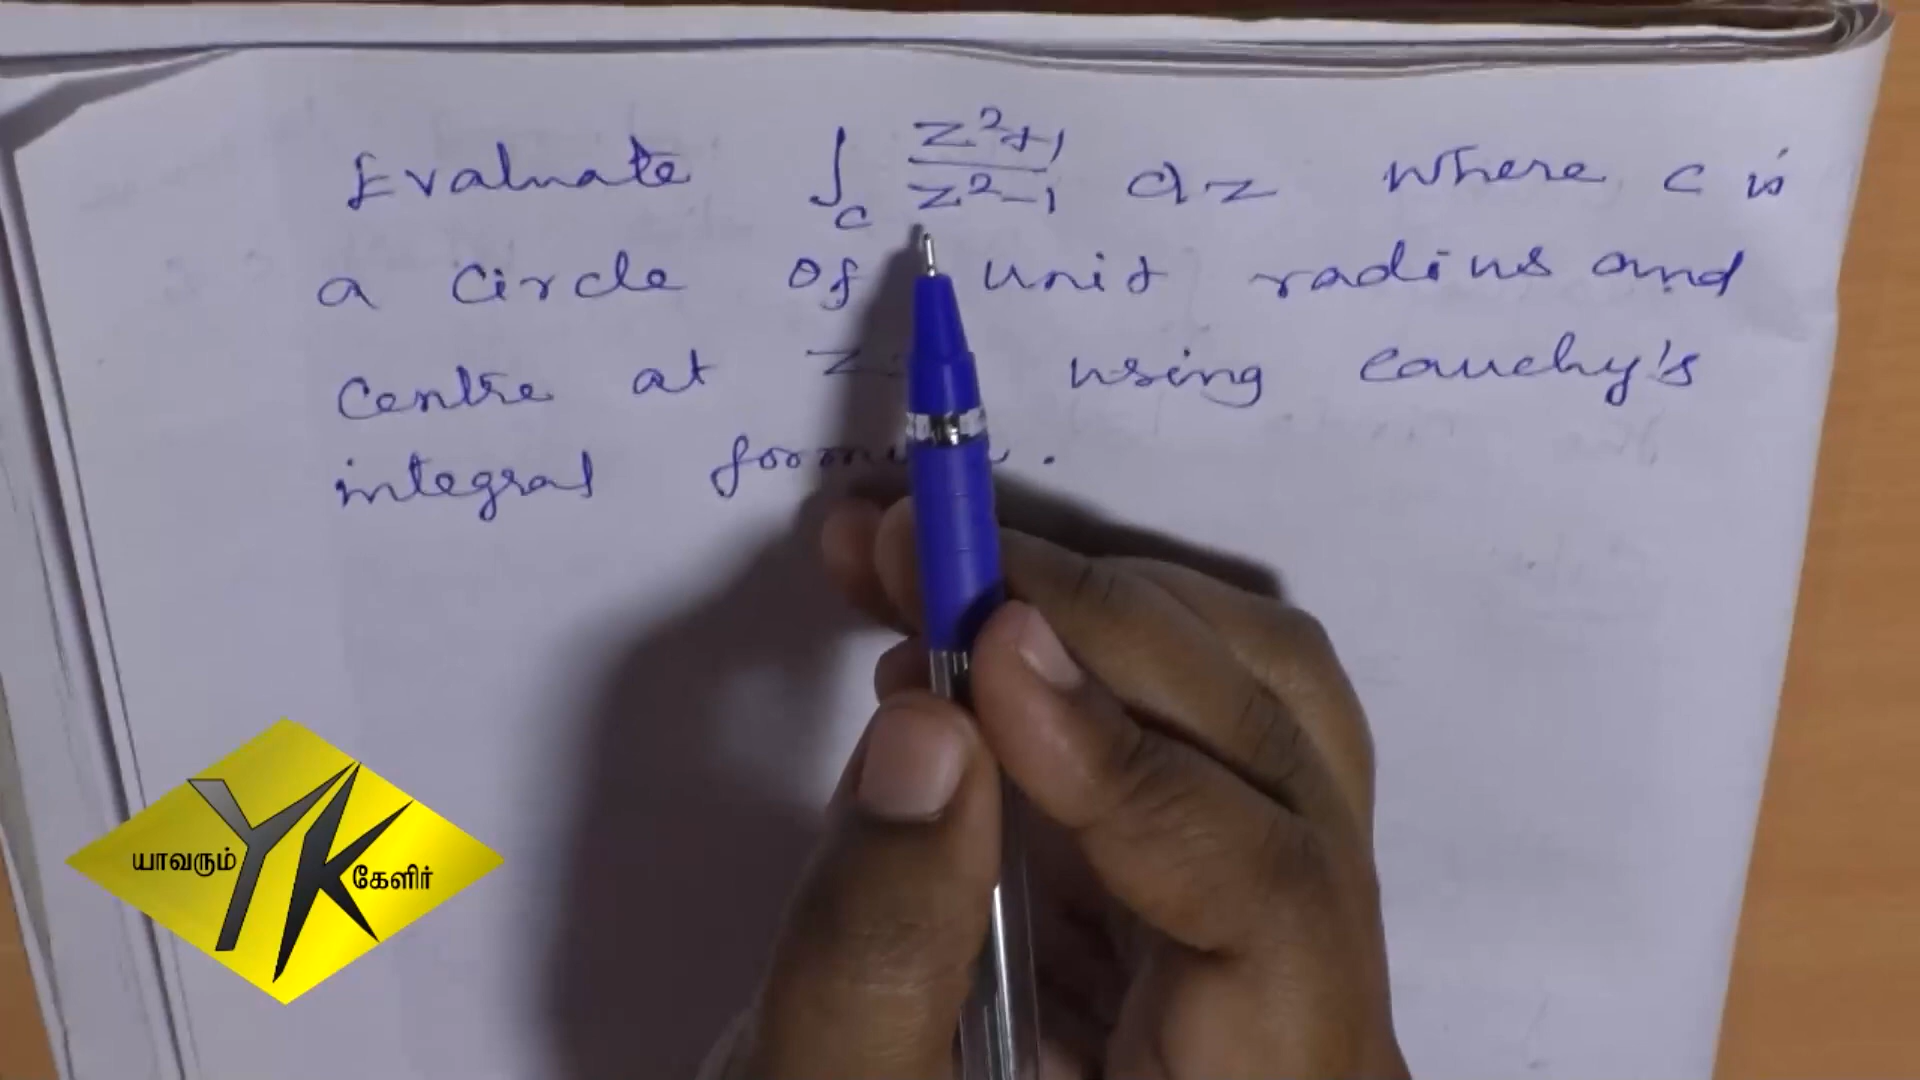 Evaluate ∫_C (z²+1)/(z²-1) dz where C is
a circle of unit radius and
centre at z using cauchy's
integral
யாவரும் YK கேளிர்